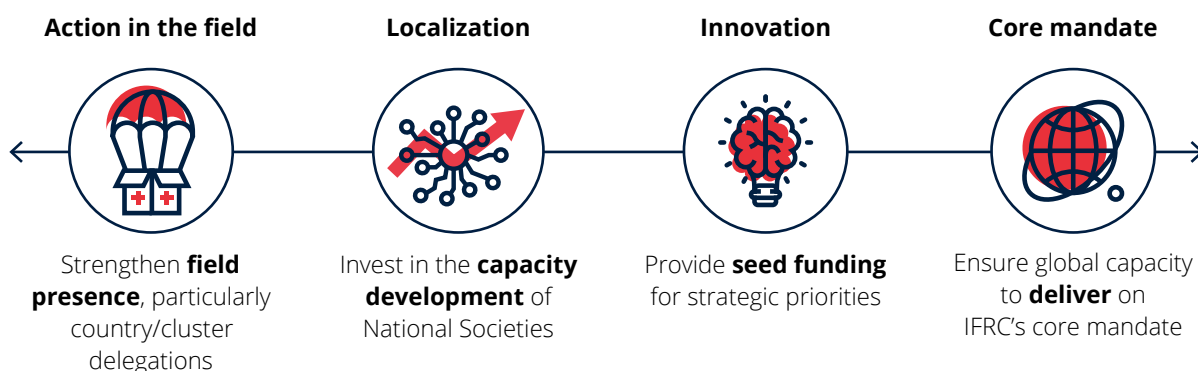 Action in the field
Strengthen field
presence, particularly
country/cluster
delegations
Localization
Invest in the capacity
development of
National Societies
Innovation
Provide seed funding
for strategic priorities
Core mandate
Ensure global capacity
to deliver on
IFRC's core mandate